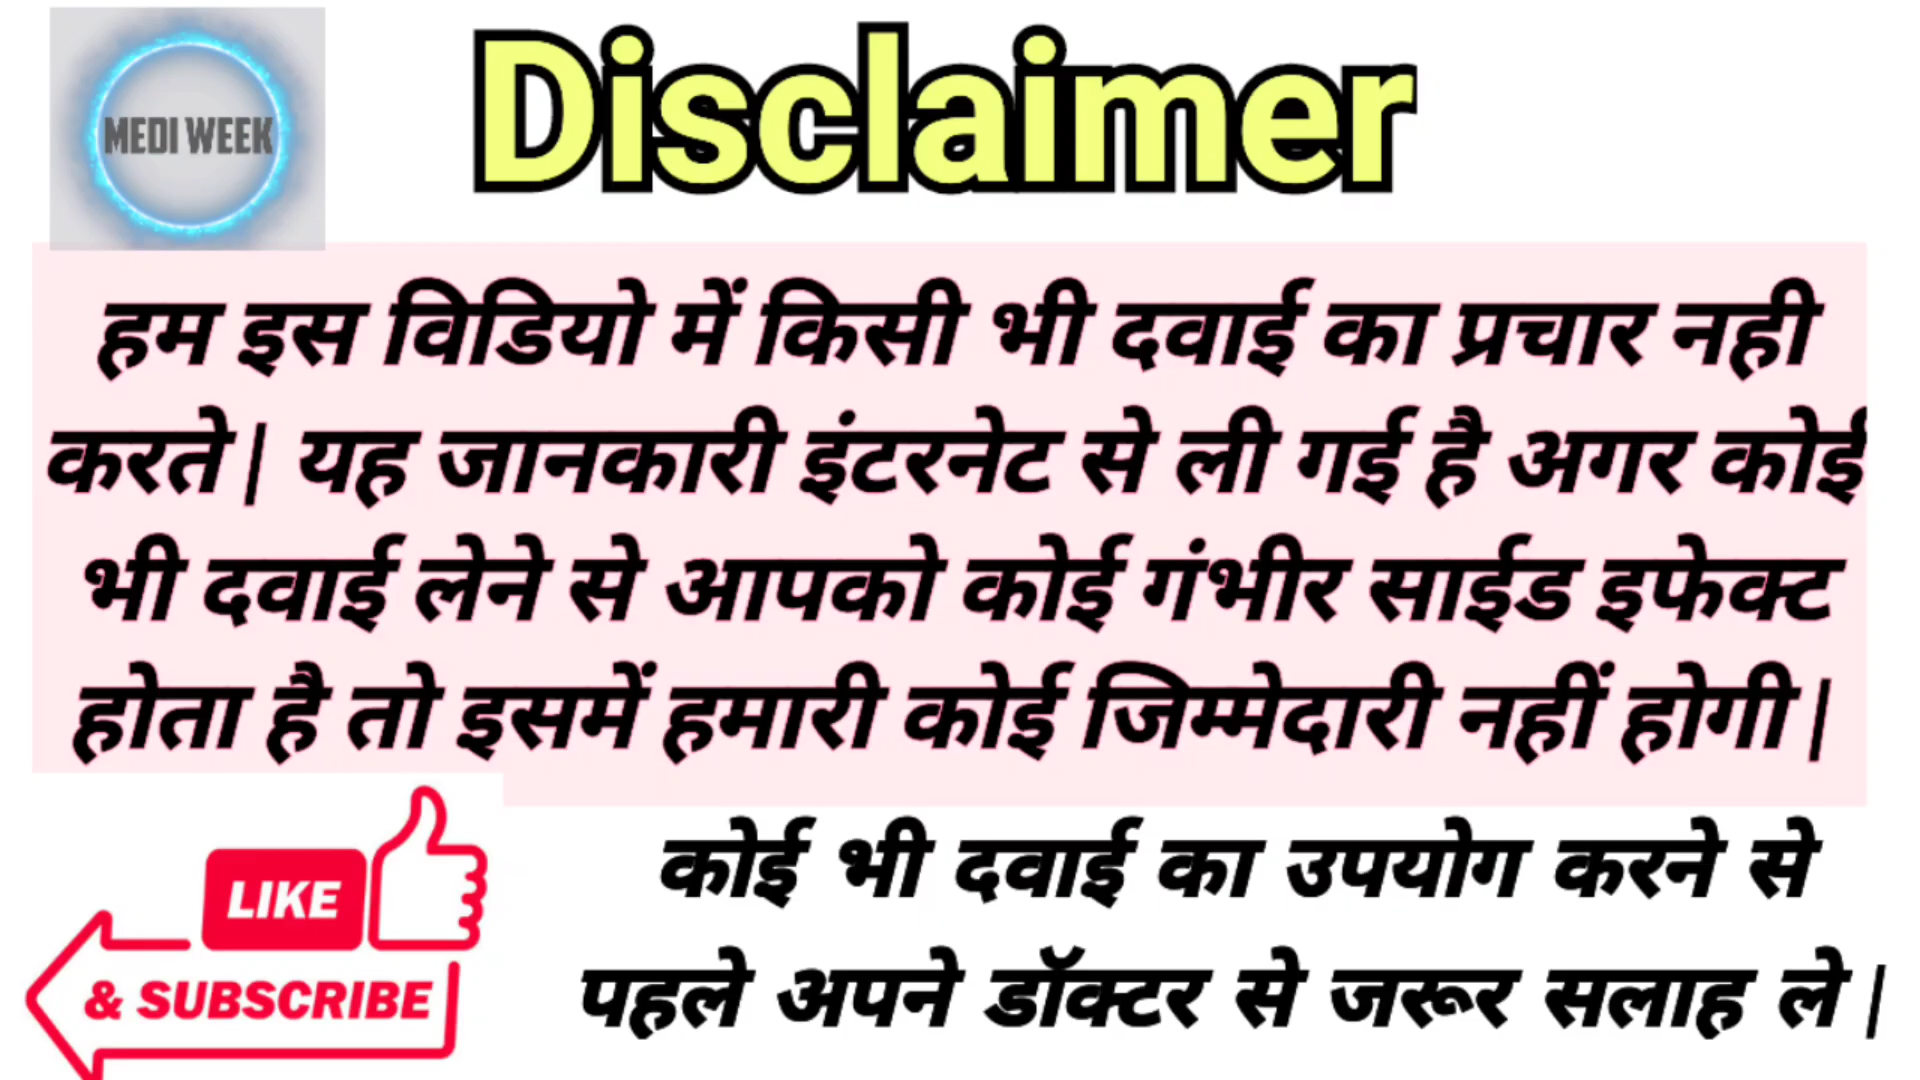 MEDI WEEK
Disclaimer
हम इस विडियो में किसी भी दवाई का प्रचार नही
करते| यह जानकारी इंटरनेट से ली गई है अगर कोई
भी दवाई लेने से आपको कोई गंभीर साईड इफेक्ट
होता है तो इसमें हमारी कोई जिम्मेदारी नहीं होगी|
LIKE
& SUBSCRIBE
कोई भी दवाई का उपयोग करने से
पहले अपने डॉक्टर से जरूर सलाह ले|